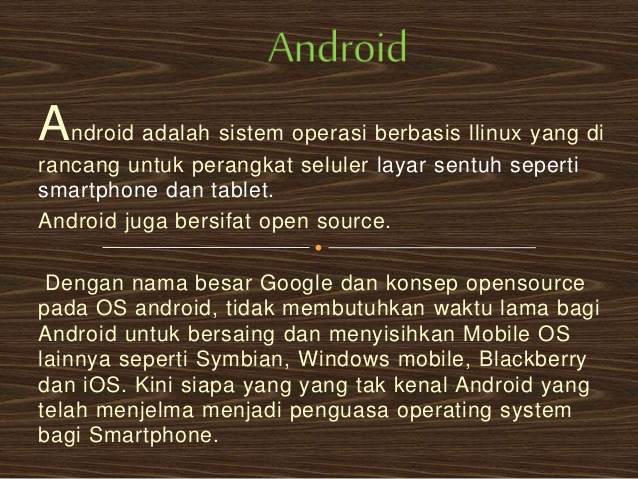 Android
Android adalah sistem operasi berbasis llinux yang di
rancang untuk perangkat seluler layar sentuh seperti
smartphone dan tablet.
Android juga bersifat open source.
Dengan nama besar Google dan konsep opensource
pada OS android, tidak membutuhkan waktu lama bagi
Android untuk bersaing dan menyisihkan Mobile OS
lainnya seperti Symbian, Windows mobile, Blackberry
dan iOS. Kini siapa yang yang tak kenal Android yang
telah menjelma menjadi penguasa operating system
bagi Smartphone.